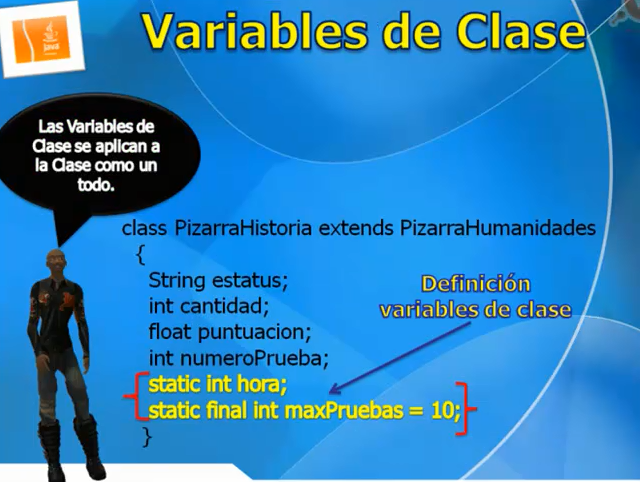 Variables de Clase
Las Variables de
Clase se aplican a
la Clase como un
todo.
class PizarraHistoria extends PizarraHumanidades
{
String estatus;
int cantidad;
float puntuacion;
int numeroPrueba;
static int hora;
static final int maxPruebas = 10;
}
Definición
variables de clase